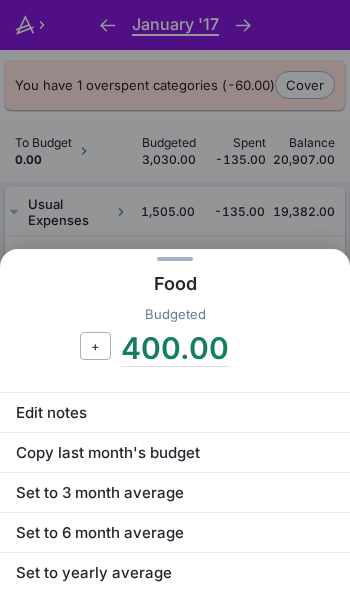 January '17
You have 1 overspent categories (-60.00)
Cover
To Budget
0.00
Budgeted
3,030.00
Spent
-135.00
Balance
20,907.00
Usual
Expenses
1,505.00
-135.00
19,382.00
Food
Budgeted
+
400.00
Edit notes
Copy last month's budget
Set to 3 month average
Set to 6 month average
Set to yearly average